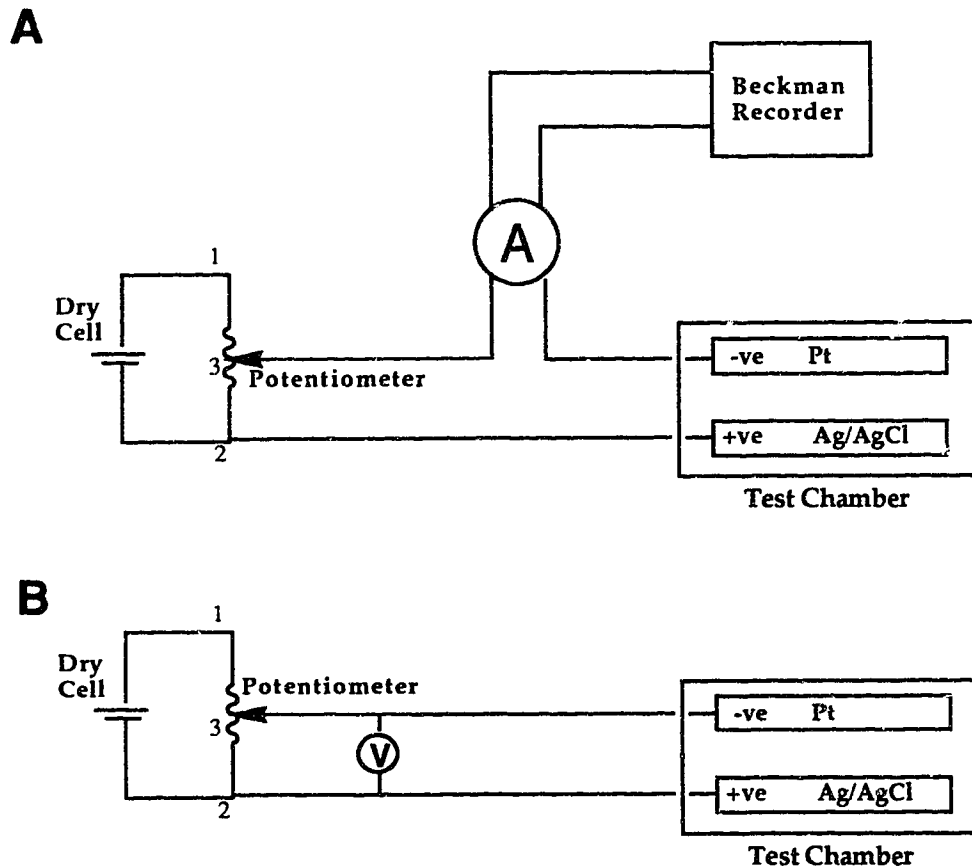 A
Beckman
Recorder
A
1
Dry
Cell
3
Potentiometer
2
-ve Pt
+ve Ag/AgCl
Test Chamber
B
1
Dry
Cell
Potentiometer
3
V
2
-ve Pt
+ve Ag/AgCl
Test Chamber